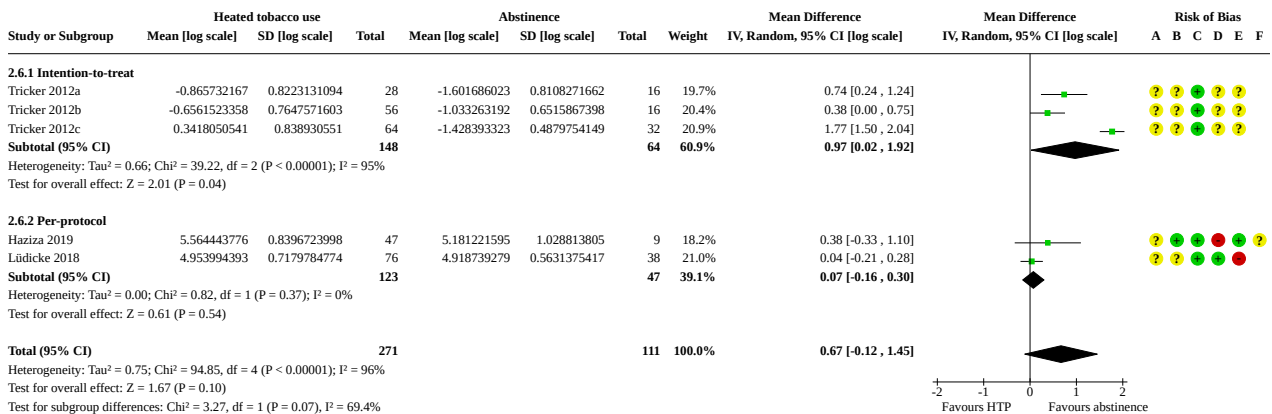 Heated tobacco use Abstinence Mean Difference Mean Difference Risk of Bias
Study or Subgroup Mean [log scale] SD [log scale] Total Mean [log scale] SD [log scale] Total Weight IV, Random, 95% CI [log scale] IV, Random, 95% CI [log scale] A B C D E F
2.6.1 Intention-to-treat
Tricker 2012a -0.865732167 0.8223131094 28 -1.601686023 0.8108271662 16 19.7% 0.74 [0.24 , 1.24] ? ? + ? ?
Tricker 2012b -0.6561523358 0.7647571603 56 -1.033263192 0.6515867398 16 20.4% 0.38 [0.00 , 0.75] ? ? + ? ?
Tricker 2012c 0.3418050541 0.838930551 64 -1.428393323 0.4879754149 32 20.9% 1.77 [1.50 , 2.04] ? ? + ? ?
Subtotal (95% CI) 148 64 60.9% 0.97 [0.02 , 1.92]
Heterogeneity: Tau² = 0.66; Chi² = 39.22, df = 2 (P < 0.00001); I² = 95%
Test for overall effect: Z = 2.01 (P = 0.04)
2.6.2 Per-protocol
Haziza 2019 5.564443776 0.8396723998 47 5.181221595 1.028813805 9 18.2% 0.38 [-0.33 , 1.10] ? + + - + ?
Lüdicke 2018 4.953994393 0.7179784774 76 4.918739279 0.5631375417 38 21.0% 0.04 [-0.21 , 0.28] ? ? + + -
Subtotal (95% CI) 123 47 39.1% 0.07 [-0.16 , 0.30]
Heterogeneity: Tau² = 0.00; Chi² = 0.82, df = 1 (P = 0.37); I² = 0%
Test for overall effect: Z = 0.61 (P = 0.54)
Total (95% CI) 271 111 100.0% 0.67 [-0.12 , 1.45]
Heterogeneity: Tau² = 0.75; Chi² = 94.85, df = 4 (P < 0.00001); I² = 96%
Test for overall effect: Z = 1.67 (P = 0.10) -2 -1 0 1 2
Test for subgroup differences: Chi² = 3.27, df = 1 (P = 0.07), I² = 69.4% Favours HTP Favours abstinence